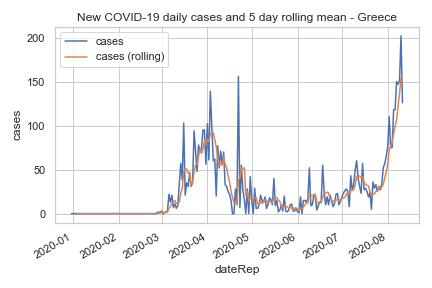 New COVID-19 daily cases and 5 day rolling mean - Greece
cases
cases (rolling)
200
150
100
50
0
cases
2020-01
2020-02
2020-03
2020-04
2020-05
2020-06
2020-07
2020-08
dateRep